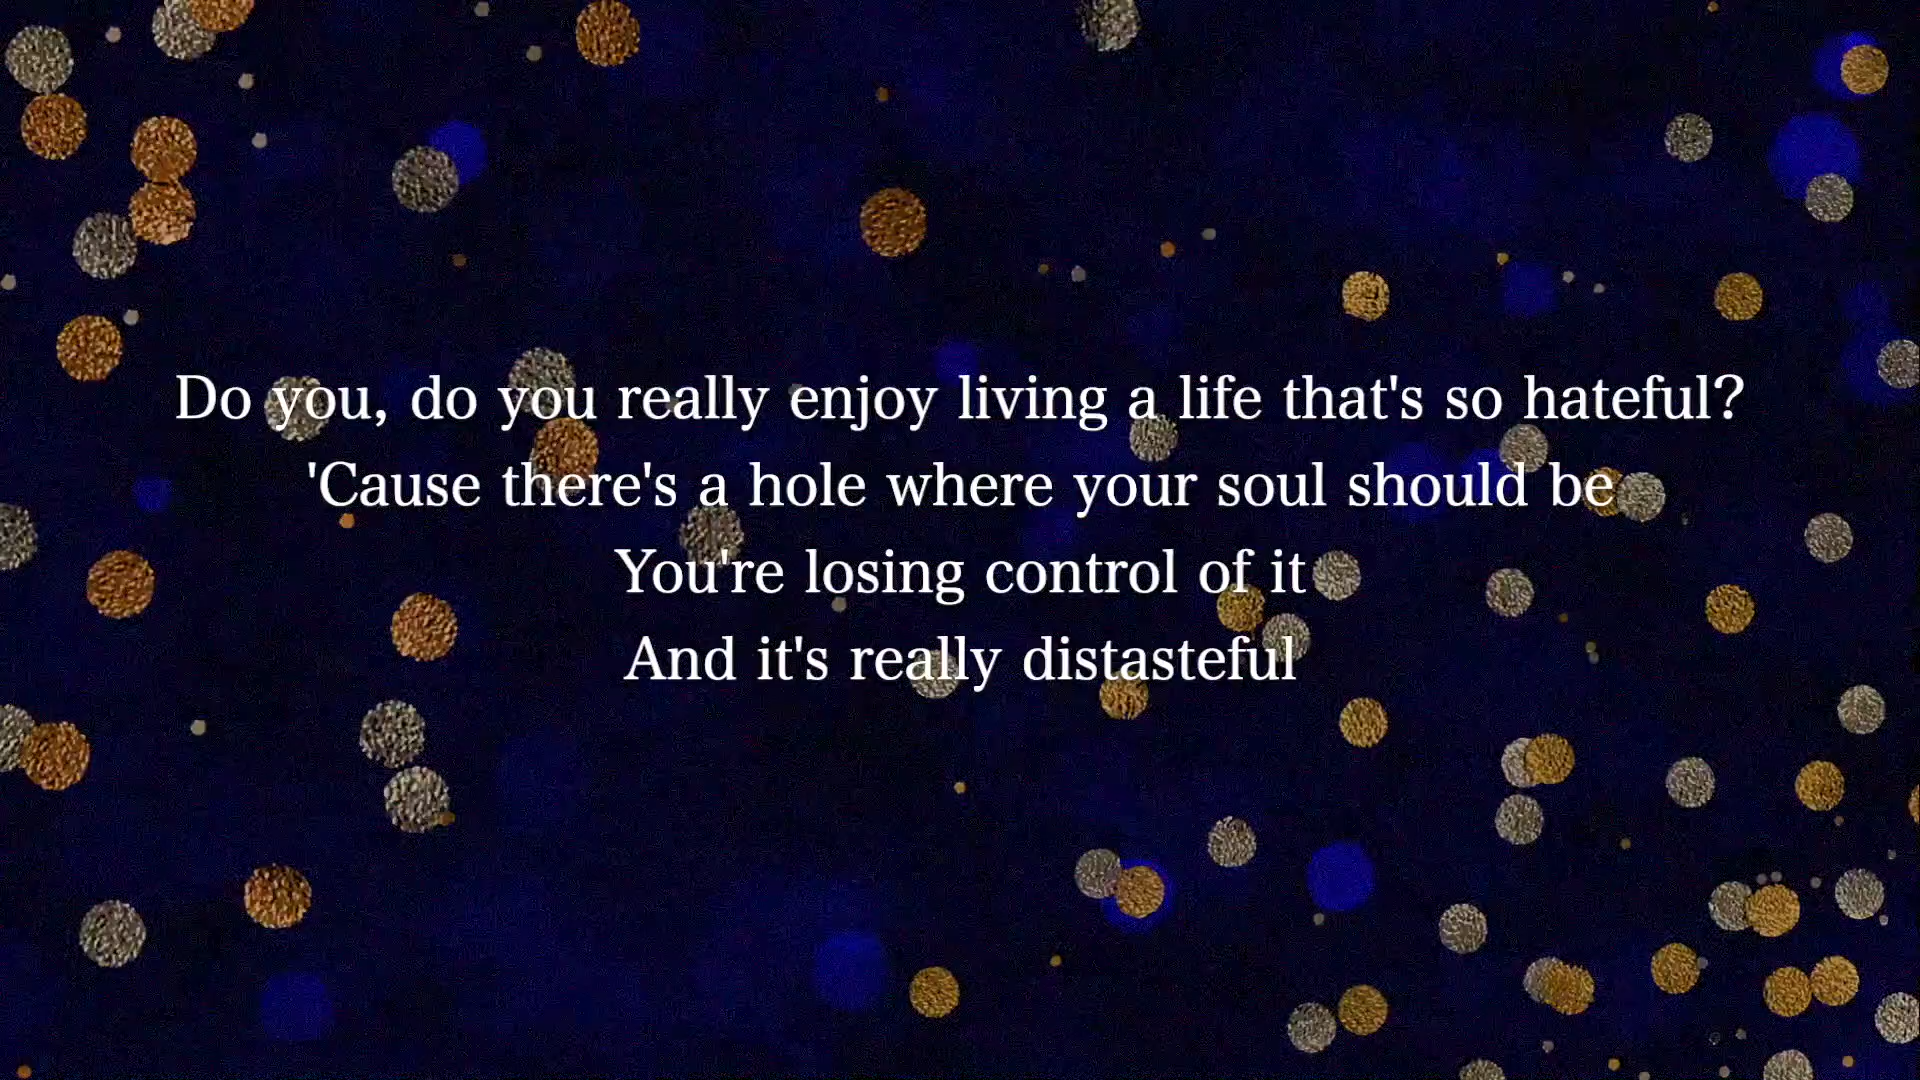 Do you, do you really enjoy living a life that's so hateful?
'Cause there's a hole where your soul should be
You're losing control of it
And it's really distasteful